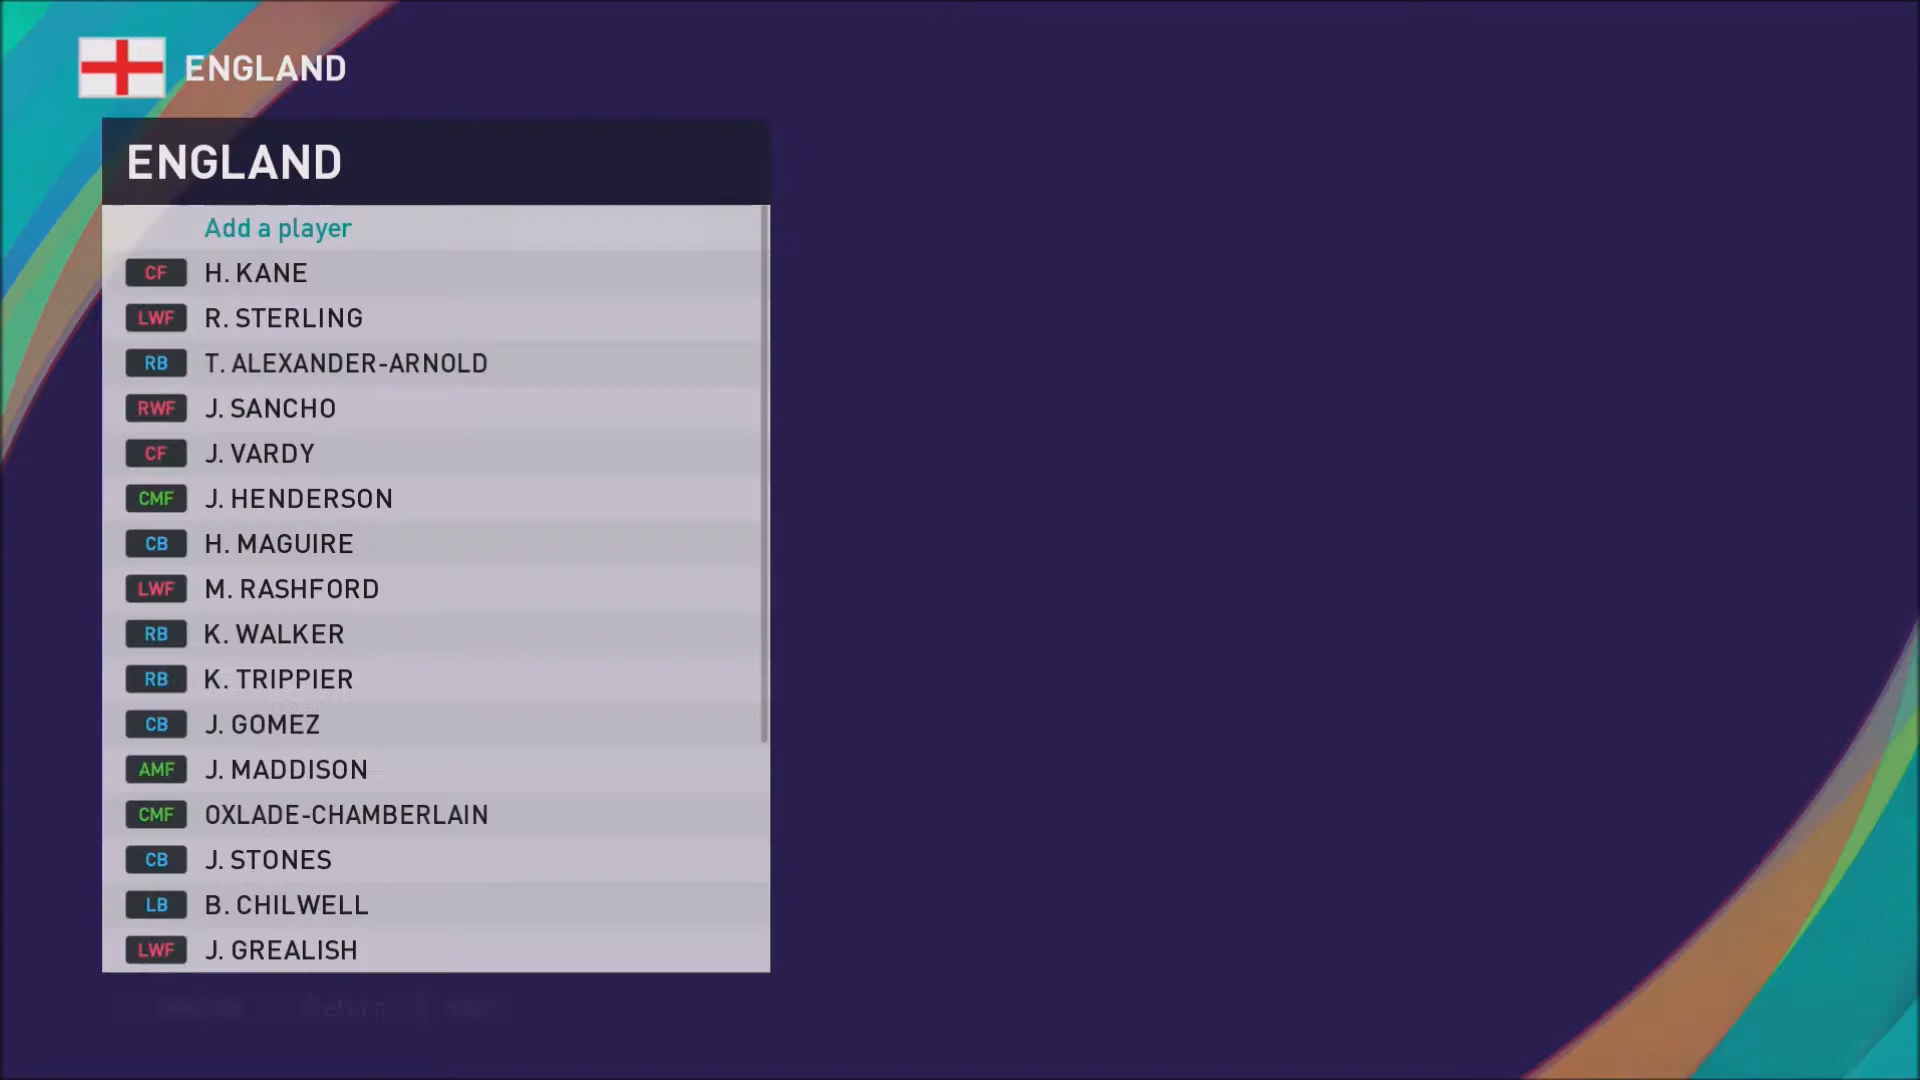 ENGLAND
ENGLAND
Add a player
CF H. KANE
LWF R. STERLING
RB T. ALEXANDER-ARNOLD
RWF J. SANCHO
CF J. VARDY
CMF J. HENDERSON
CB H. MAGUIRE
LWF M. RASHFORD
RB K. WALKER
RB K. TRIPPIER
CB J. GOMEZ
AMF J. MADDISON
CMF OXLADE-CHAMBERLAIN
CB J. STONES
LB B. CHILWELL
LWF J. GREALISH